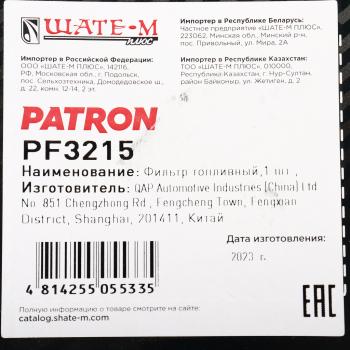 ШАТЕ-М
ПЛЮС
Импортер в Республику Беларусь:
Частное предприятие «ШАТЕ-М ПЛЮС»,
223062, Минская обл., Минский р-н,
пос. Привольный, ул. Мира, 2А
Импортер в Российской Федерации:
ООО «ШАТЕ-М ПЛЮС», 142116,
РФ, Московская обл., г. Подольск,
пос. Сельхозтехника, Домодедовское ш.,
д. 22, комн. 12-14, 2 эт.
Импортер в Республику Казахстан:
ТОО «ШАТЕ-М ПЛЮС», 010000,
Республика Казахстан, г. Нур-Султан,
район Байконыр, ул. Жетиген, д. 2
PATRON
PF3215
Наименование: Фильтр топливный,1 шт.,
Изготовитель: QAP Automotive Industries (China) Ltd
No. 851 Chengzhong Rd., Fengcheng Town, Fengxian
District, Shanghai, 201411, Китай
Дата изготовления:
2023 г.
4 814255 055335
EAC
Полную информацию о товаре смотрите на сайте
catalog.shate-m.com